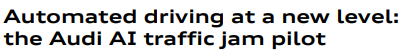 Automated driving at a new level:
the Audi AI traffic jam pilot